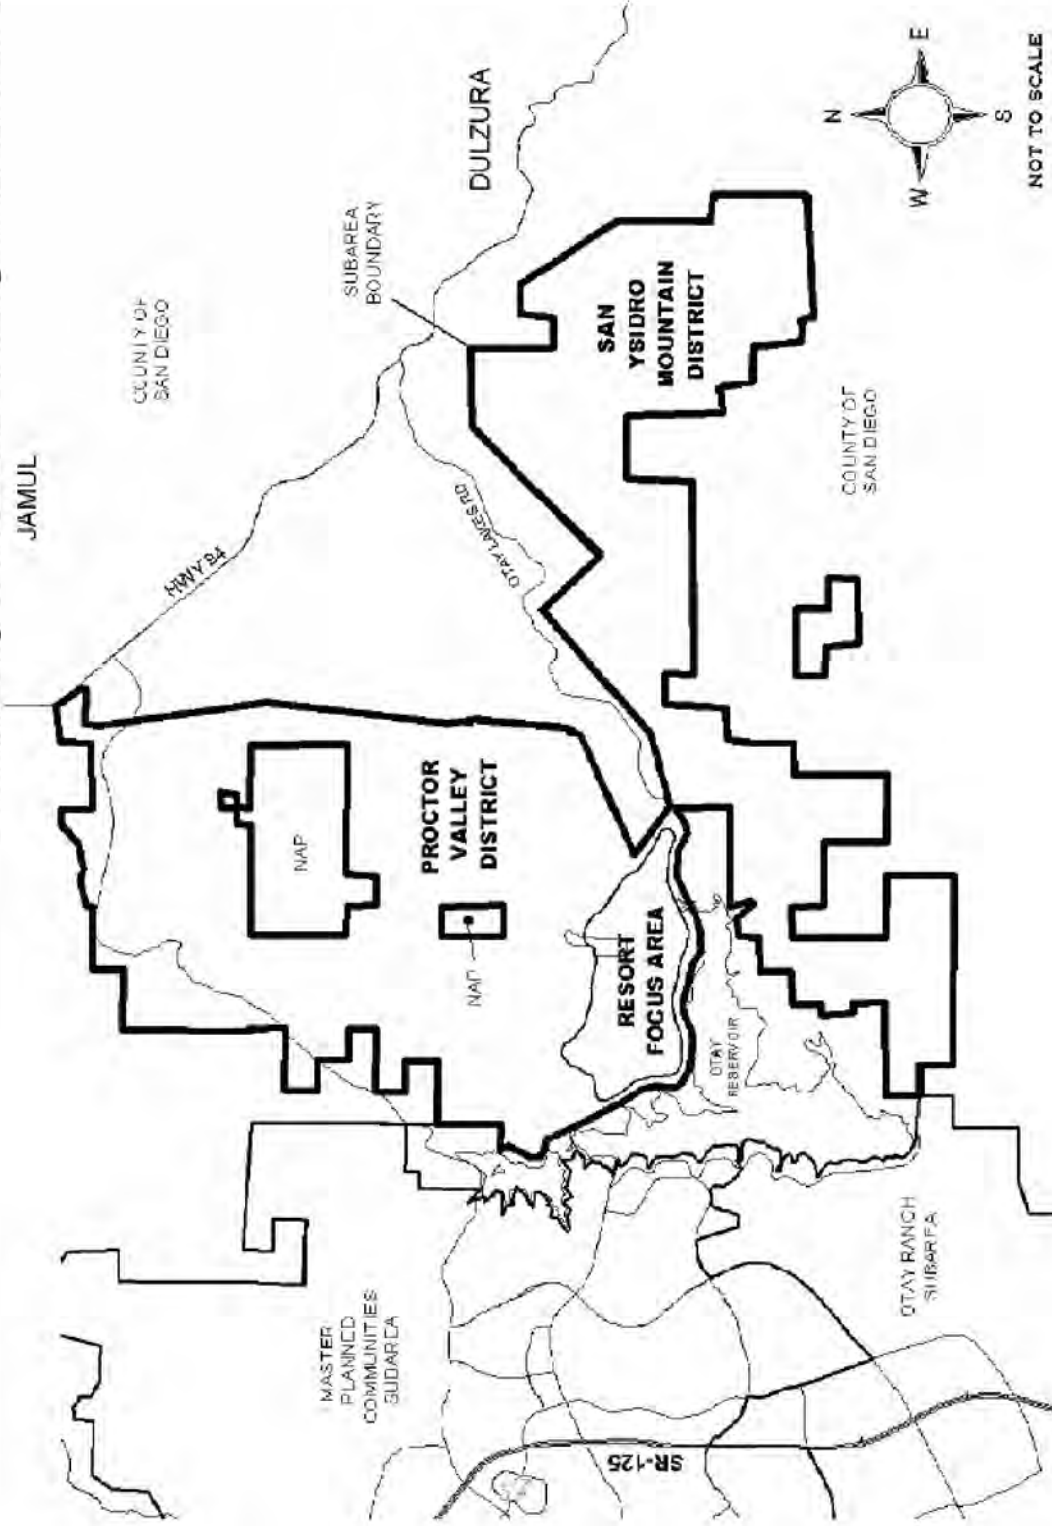 JAMUL
COUNTY OF
SAN DIEGO
HWY 94
SUBAREA
BOUNDARY
DULZURA
OTAY LAKES RD
NAP
PROCTOR
VALLEY
DISTRICT
NAP
SAN
YSIDRO
MOUNTAIN
DISTRICT
RESORT
FOCUS AREA
OTAY
RESERVOIR
COUNTY OF
SAN DIEGO
MASTER
PLANNED
COMMUNITIES
SUBAREA
OTAY RANCH
SUBAREA
SR-125
N
W
E
S
NOT TO SCALE